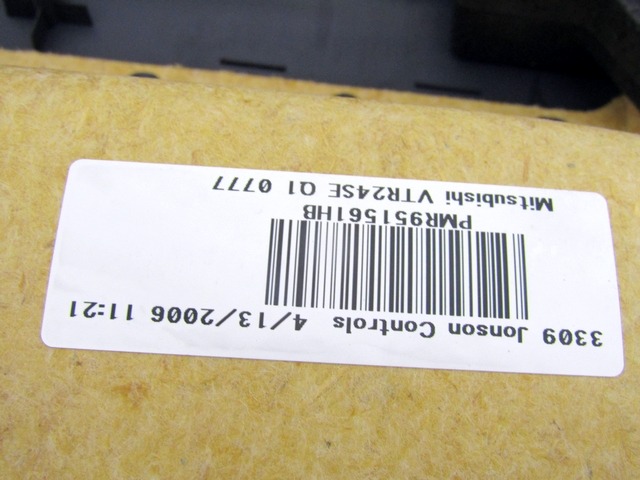 3309 Jonson Controls 4/13/2006 11:21
PMR951561HB
Mitsubishi VTR24SE Q1 0777